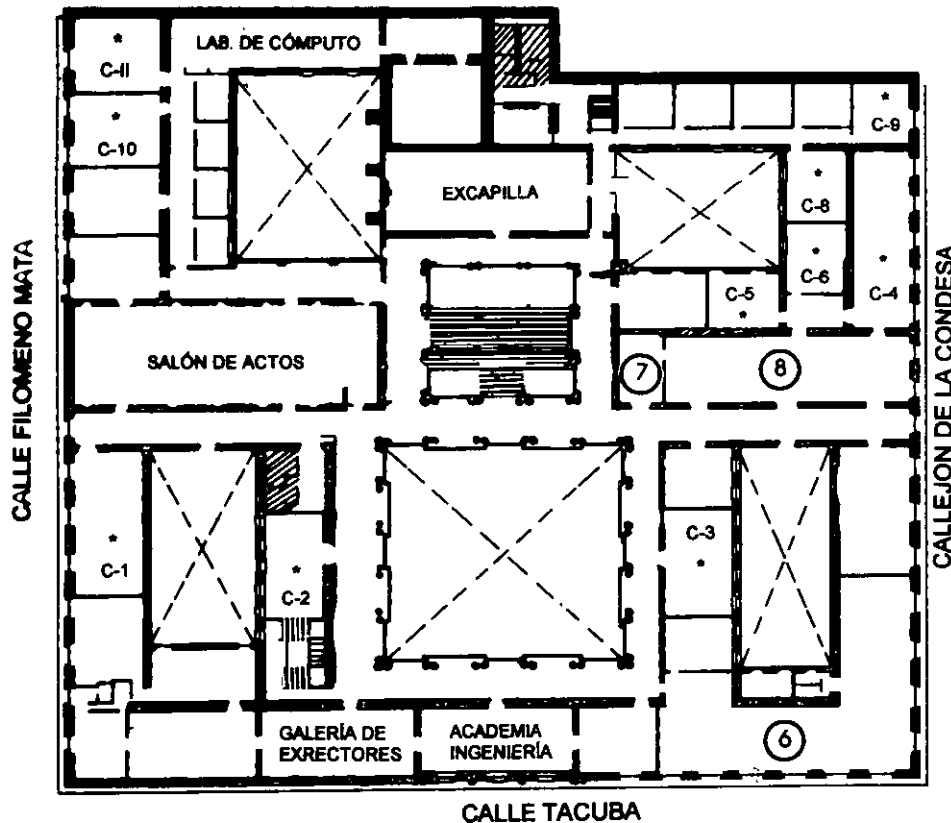 LAB. DE CÓMPUTO
*
C-11
*
C-10
*
C-9
EXCAPILLA
*
C-8
*
C-6
*
C-4
C-5
*
SALÓN DE ACTOS
7
8
CALLE FILOMENO MATA
CALLEJON DE LA CONDESA
*
C-1
*
C-2
C-3
*
GALERÍA DE
EXRECTORES
ACADEMIA
INGENIERÍA
6
CALLE TACUBA